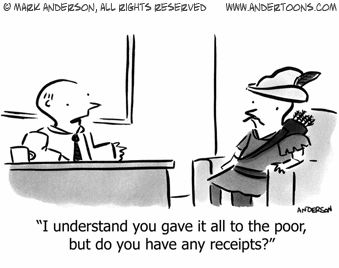 © MARK ANDERSON, ALL RIGHTS RESERVED WWW.ANDERTOONS.COM
ANDERSON
“I understand you gave it all to the poor,
but do you have any receipts?”